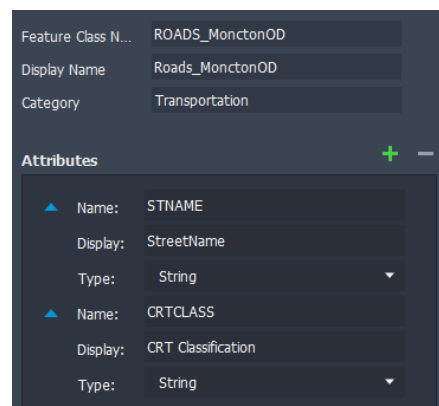 Feature Class N... ROADS_MonctonOD
Display Name Roads_MonctonOD
Category Transportation
Attributes
Name: STNAME
Display: StreetName
Type: String
Name: CRTCLASS
Display: CRT Classification
Type: String